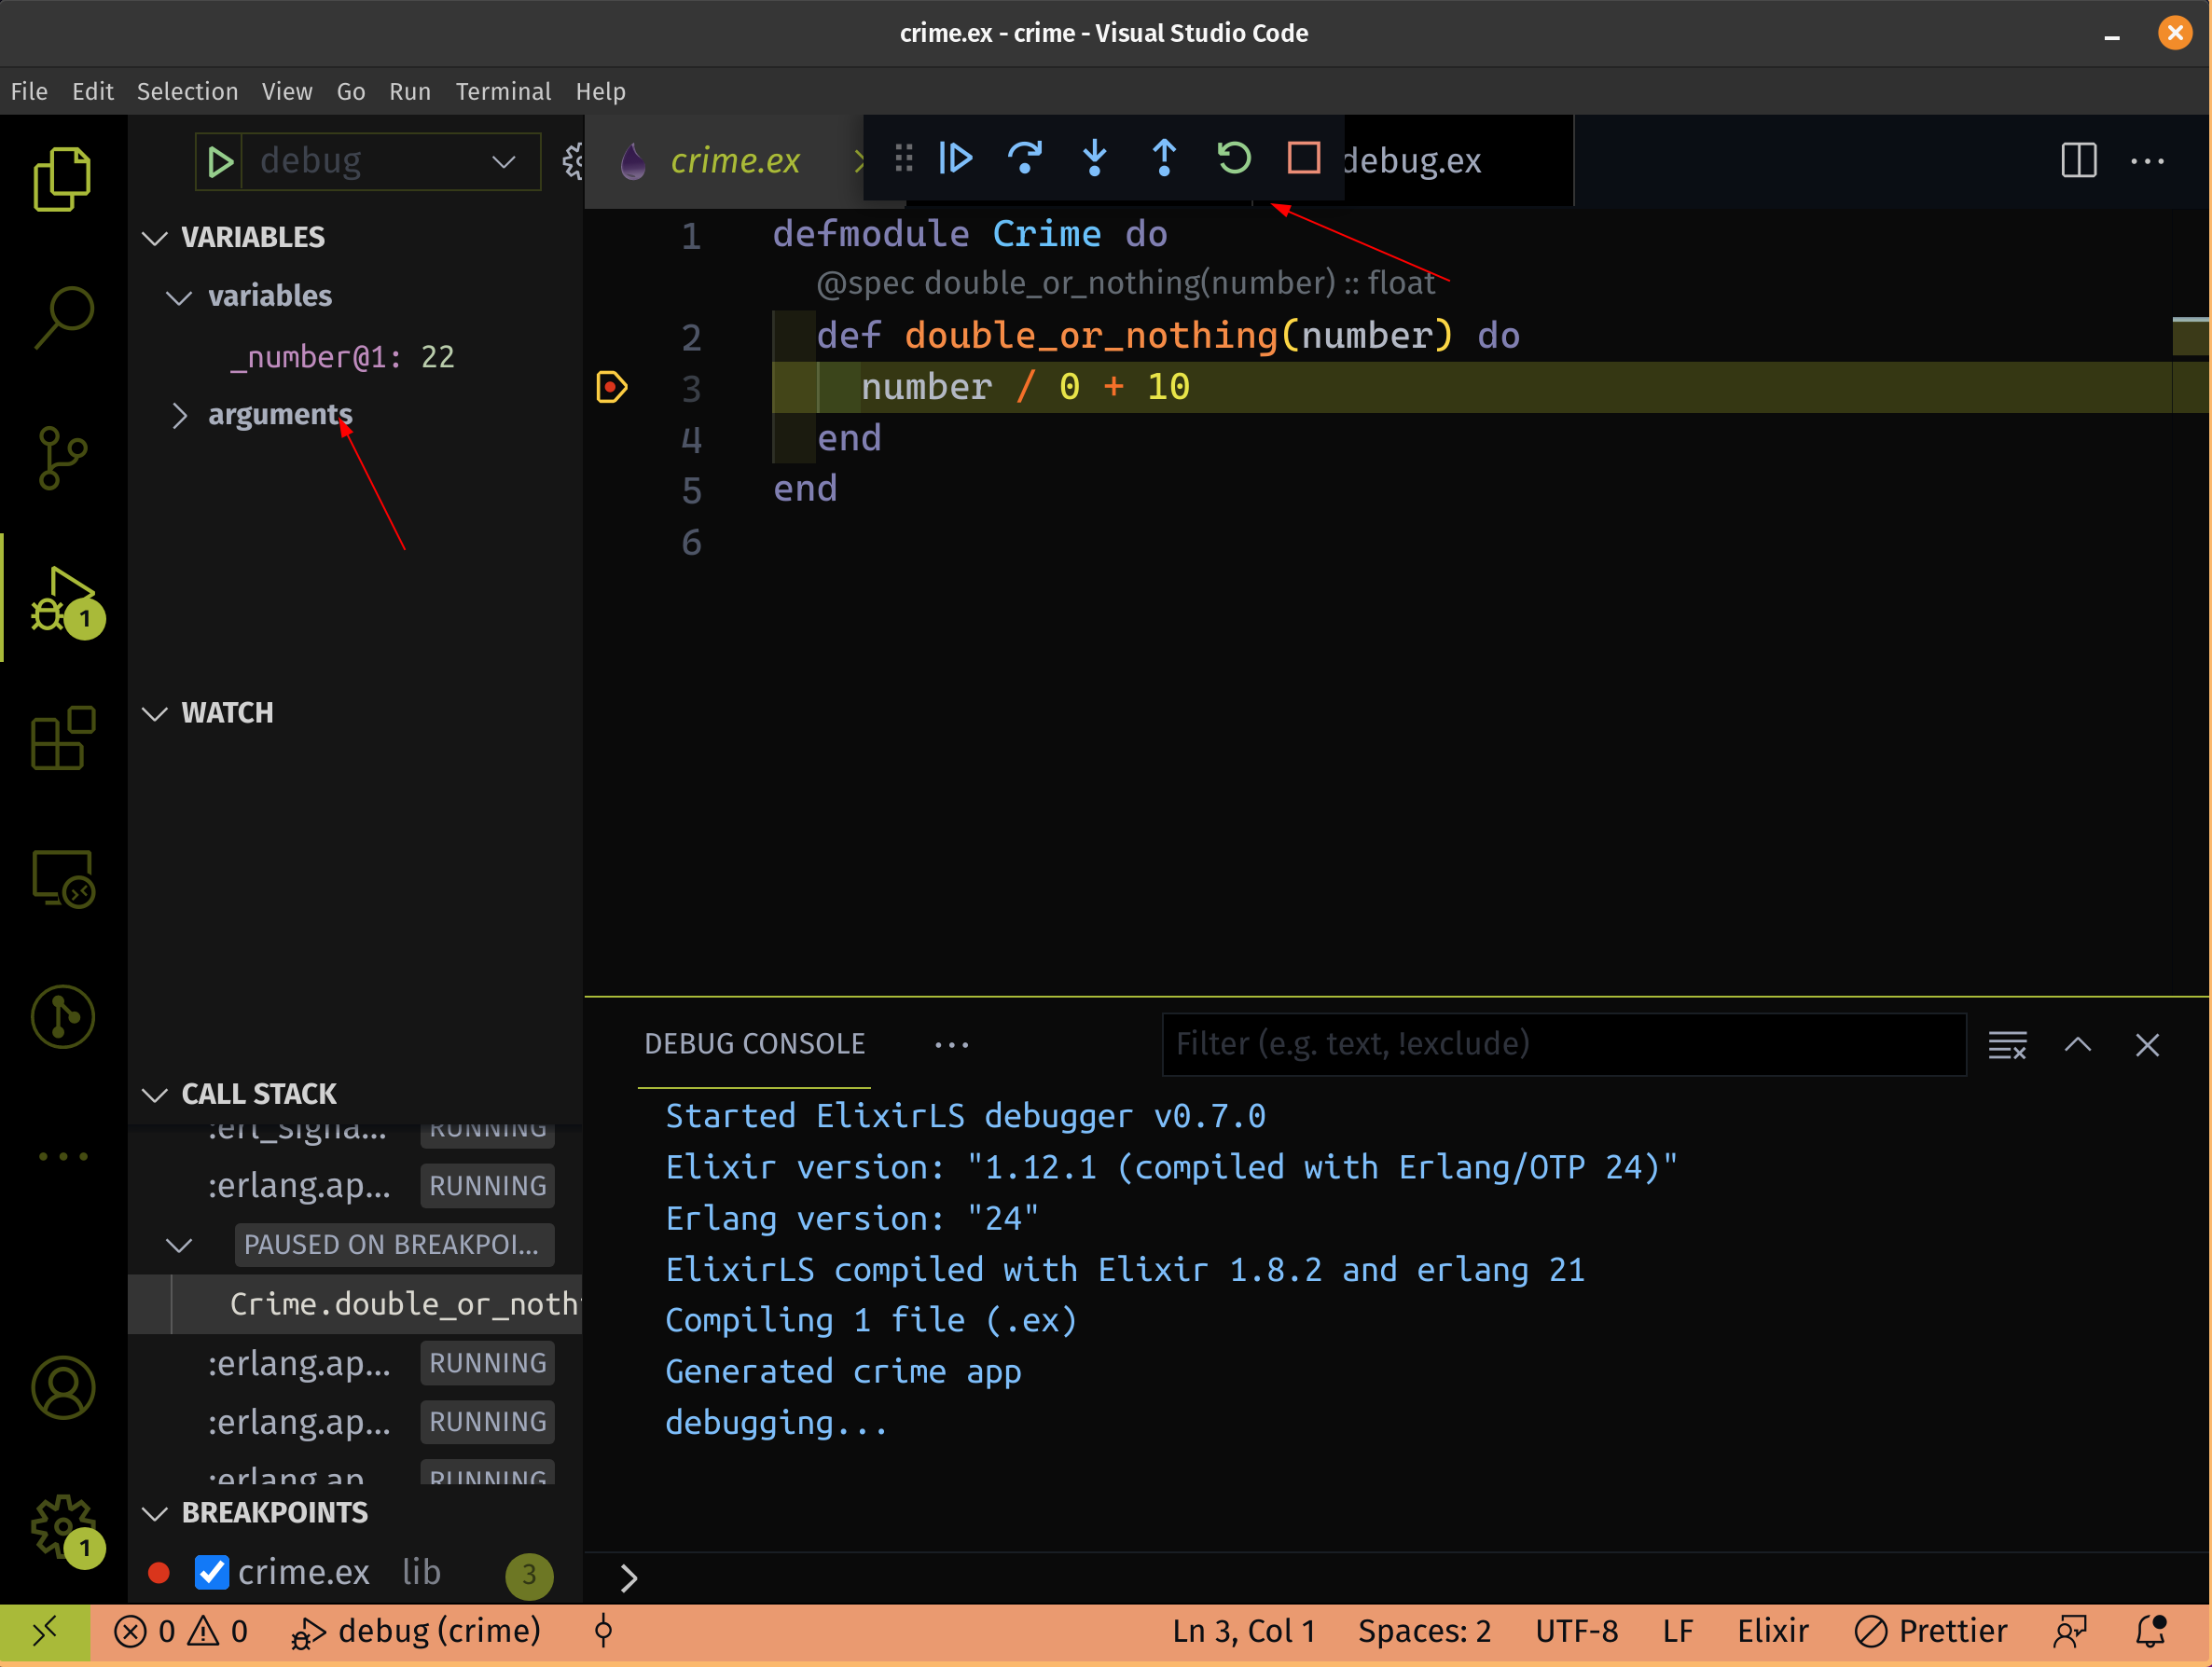 crime.ex - crime - Visual Studio Code
File Edit Selection View Go Run Terminal Help
debug
crime.ex
debug.ex
VARIABLES
variables
_number@1: 22
arguments
WATCH
CALL STACK
:erl_signa... RUNNING
:erlang.ap... RUNNING
PAUSED ON BREAKPOI...
Crime.double_or_noth
:erlang.ap... RUNNING
:erlang.ap... RUNNING
:erlang.ap RUNNING
BREAKPOINTS
crime.ex lib 3
1
1
1 defmodule Crime do
@spec double_or_nothing(number) :: float
2 def double_or_nothing(number) do
3 number / 0 + 10
4 end
5 end
6
DEBUG CONSOLE
Filter (e.g. text, !exclude)
Started ElixirLS debugger v0.7.0
Elixir version: "1.12.1 (compiled with Erlang/OTP 24)"
Erlang version: "24"
ElixirLS compiled with Elixir 1.8.2 and erlang 21
Compiling 1 file (.ex)
Generated crime app
debugging...
0 0 debug (crime) Ln 3, Col 1 Spaces: 2 UTF-8 LF Elixir Prettier